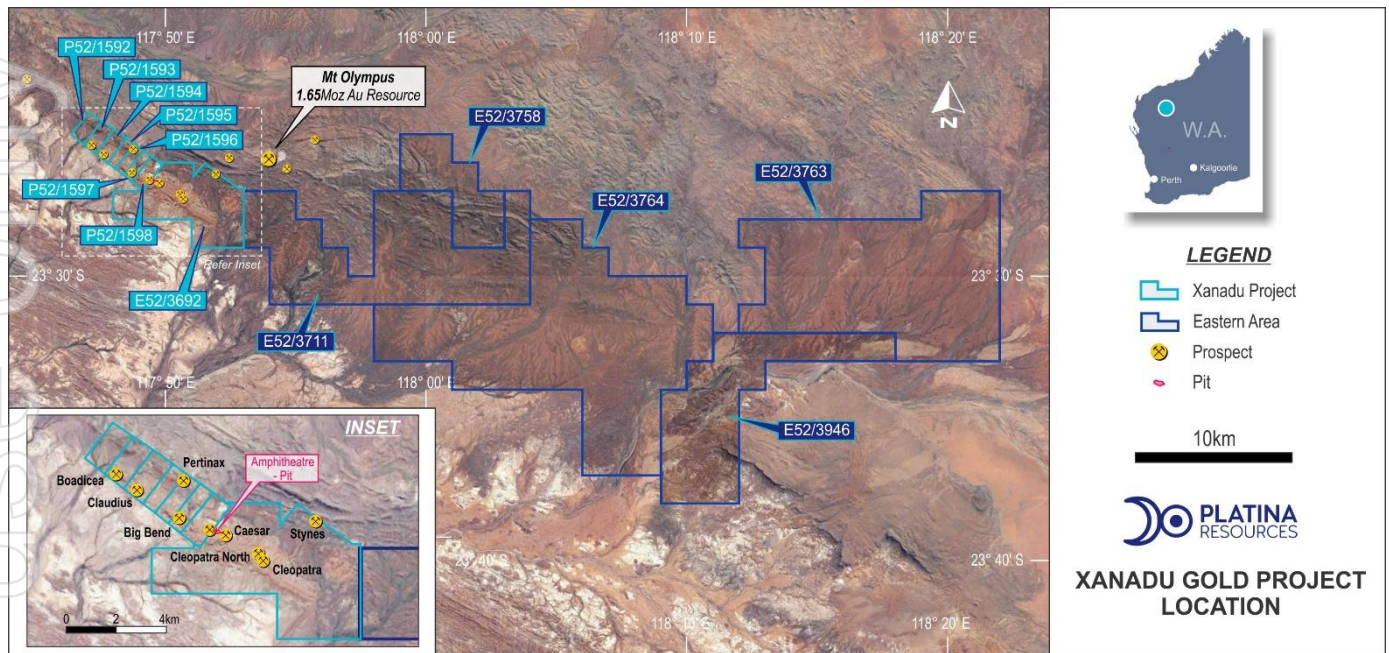 117° 50' E
118° 00' E
118° 10' E
118° 20' E
P52/1592
P52/1593
P52/1594
P52/1595
P52/1596
P52/1597
P52/1598
E52/3692
Refer Inset
Mt Olympus
1.65Moz Au Resource
E52/3758
E52/3763
E52/3764
E52/3711
E52/3946
N
23° 30' S
23° 30' S
117° 50' E
118° 00' E
23° 40' S
23° 40' S
118° 10' E
118° 20' E
INSET
Pertinax
Amphitheatre
- Pit
Boadicea
Claudius
Big Bend
Caesar
Stynes
Cleopatra North
Cleopatra
0 2 4km
W.A.
Kalgoorlie
Perth
LEGEND
Xanadu Project
Eastern Area
Prospect
Pit
10km
PLATINA
RESOURCES
XANADU GOLD PROJECT
LOCATION